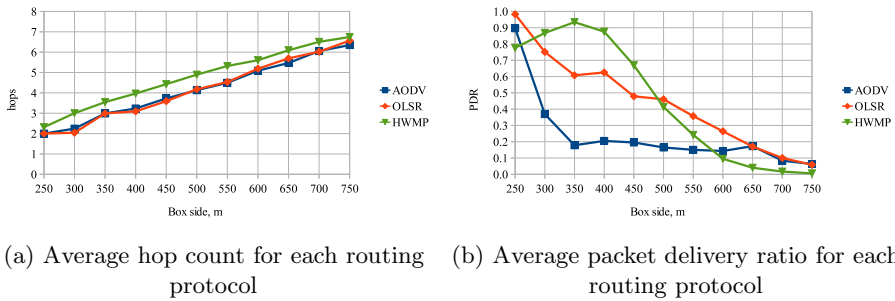 8
7
6
5
4
3
2
1
0
hops
250 300 350 400 450 500 550 600 650 700 750
Box side, m
AODV
OLSR
HWMP
1.0
0.9
0.8
0.7
0.6
0.5
0.4
0.3
0.2
0.1
0.0
PDR
250 300 350 400 450 500 550 600 650 700 750
Box side, m
AODV
OLSR
HWMP
(a) Average hop count for each routing
protocol
(b) Average packet delivery ratio for each
routing protocol